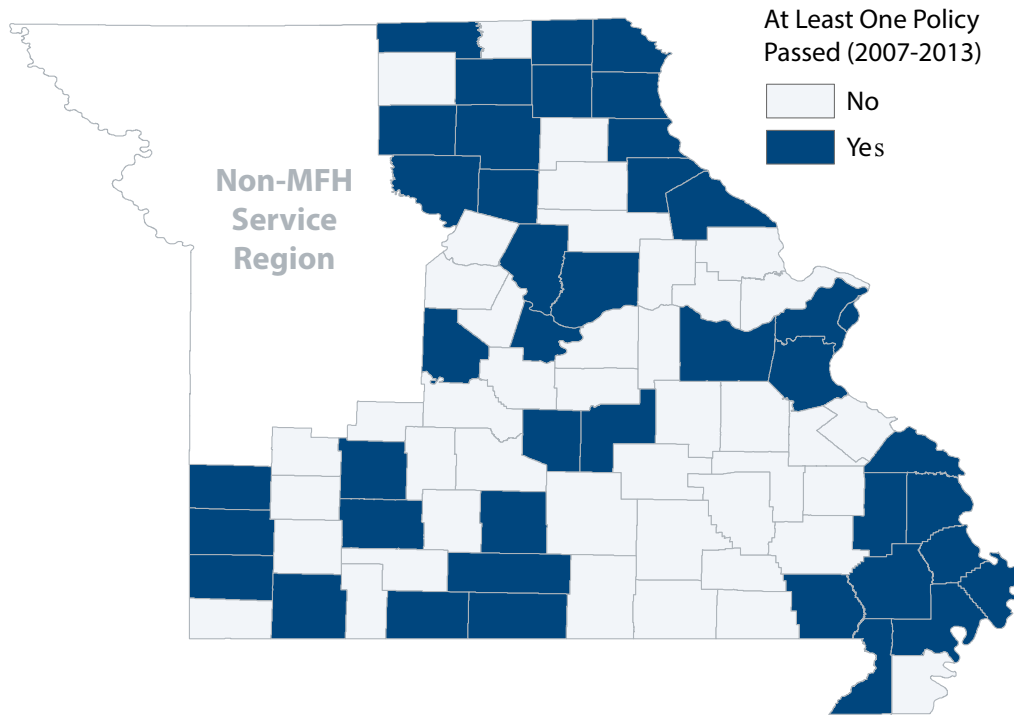 At Least One Policy
Passed (2007-2013)
No
Yes
Non-MFH
Service
Region